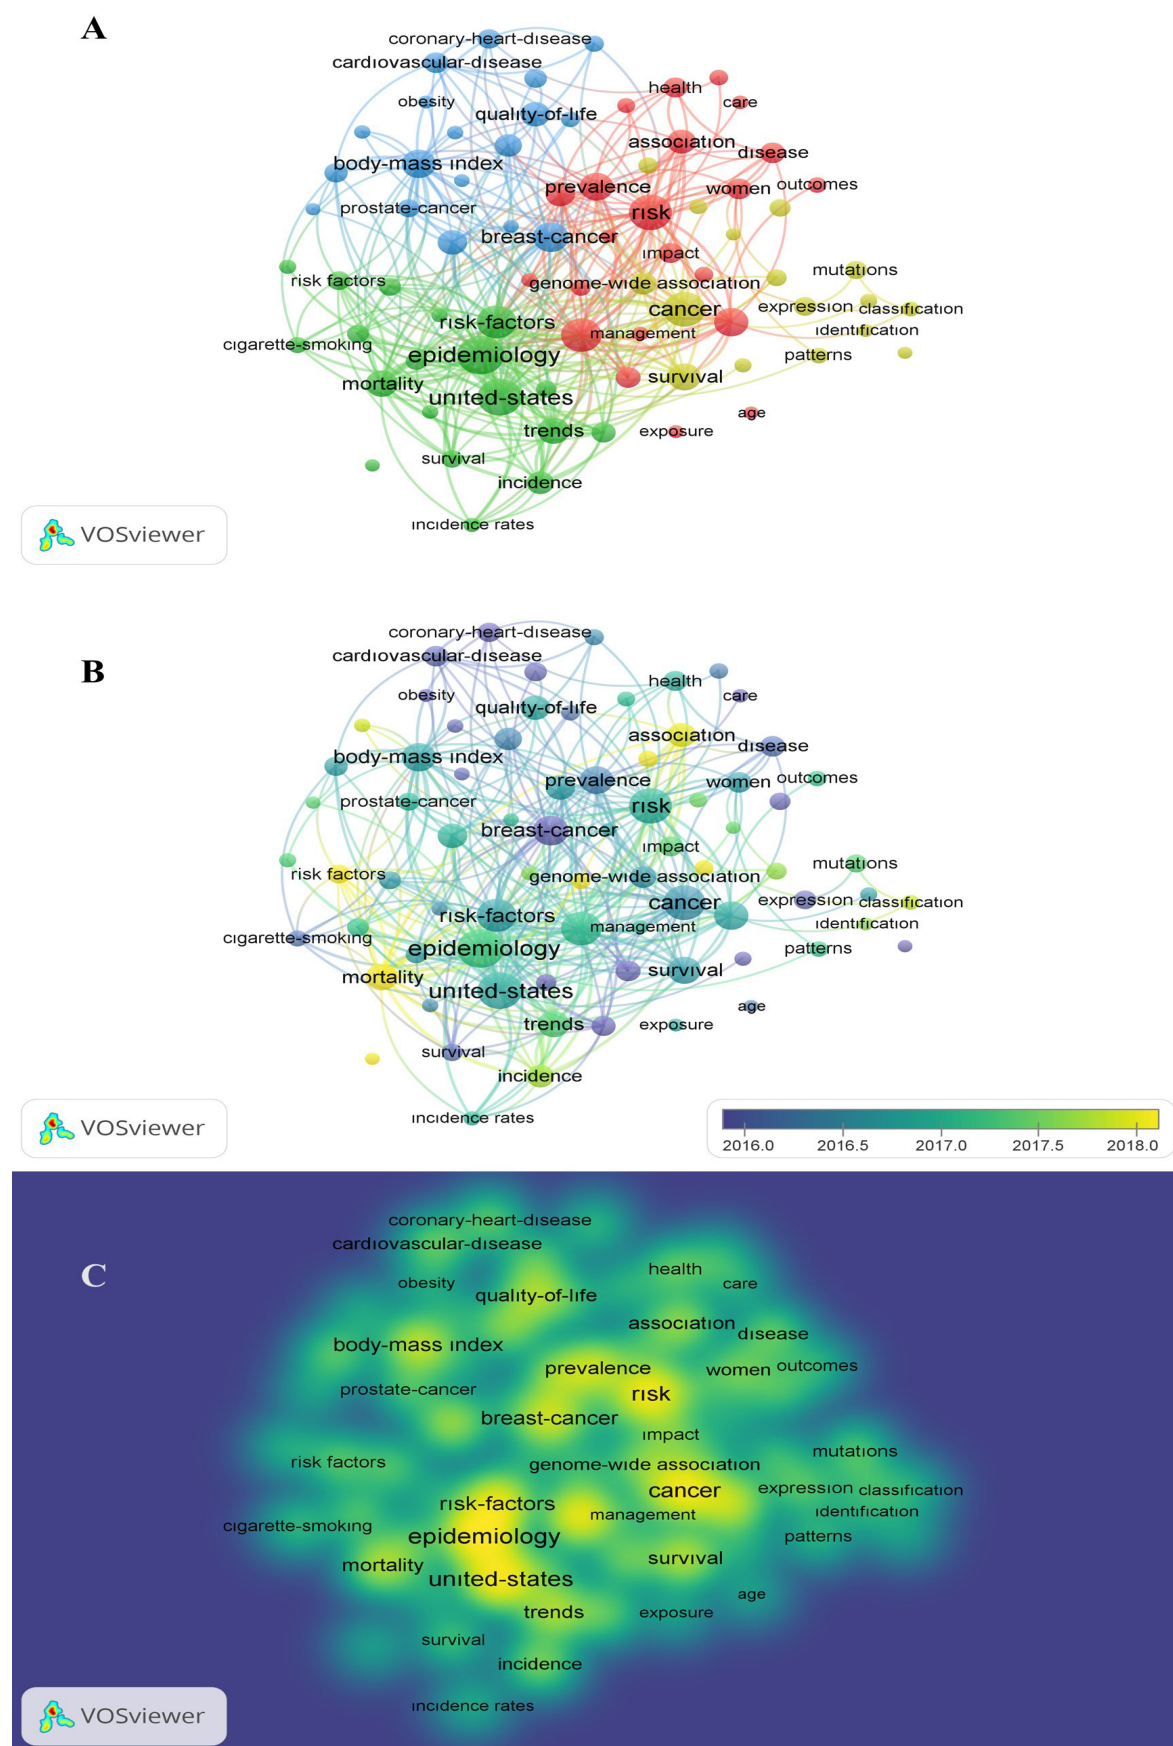 A
coronary-heart-disease
cardiovascular-disease
health
obesity
care
quality-of-life
association
disease
body-mass index
prevalence
women outcomes
prostate-cancer
risk
breast-cancer
impact
mutations
risk factors
genome-wide association
cancer
expression classification
risk-factors
identification
management
cigarette-smoking
epidemiology
patterns
mortality
survival
united-states
age
trends
exposure
survival
incidence
incidence rates
VOSviewer
coronary-heart-disease
B
cardiovascular-disease
health
obesity
care
quality-of-life
association
disease
body-mass index
prevalence
women outcomes
prostate-cancer
risk
breast-cancer
impact
mutations
risk factors
genome-wide association
cancer
expression classification
risk-factors
identification
management
cigarette-smoking
epidemiology
patterns
mortality
survival
united-states
age
trends
exposure
survival
incidence
incidence rates
VOSviewer
2016.0 2016.5 2017.0 2017.5 2018.0
coronary-heart-disease
cardiovascular-disease
C
health
obesity
care
quality-of-life
association
disease
body-mass index
prevalence
women outcomes
prostate-cancer
risk
breast-cancer
impact
mutations
risk factors
genome-wide association
cancer
expression classification
risk-factors
identification
management
cigarette-smoking
epidemiology
patterns
mortality
survival
united-states
age
trends
exposure
survival
incidence
incidence rates
VOSviewer